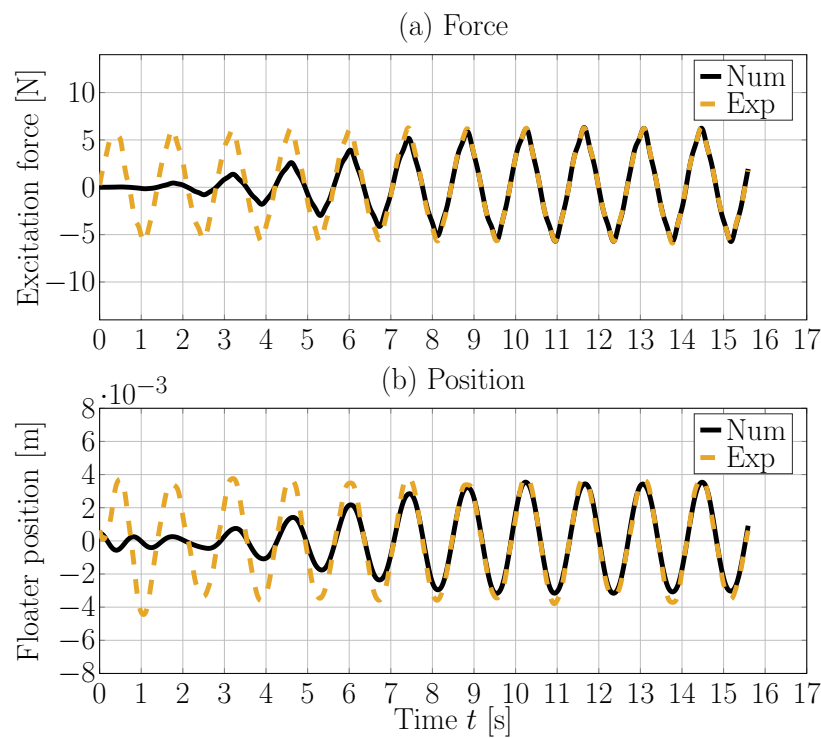 (a) Force
Excitation force [N]
10
5
0
−5
−10
Num
Exp
0 1 2 3 4 5 6 7 8 9 10 11 12 13 14 15 16 17
(b) Position
·10−3
Floater position [m]
8
6
4
2
0
−2
−4
−6
−8
Num
Exp
0 1 2 3 4 5 6 7 8 9 10 11 12 13 14 15 16 17
Time t [s]